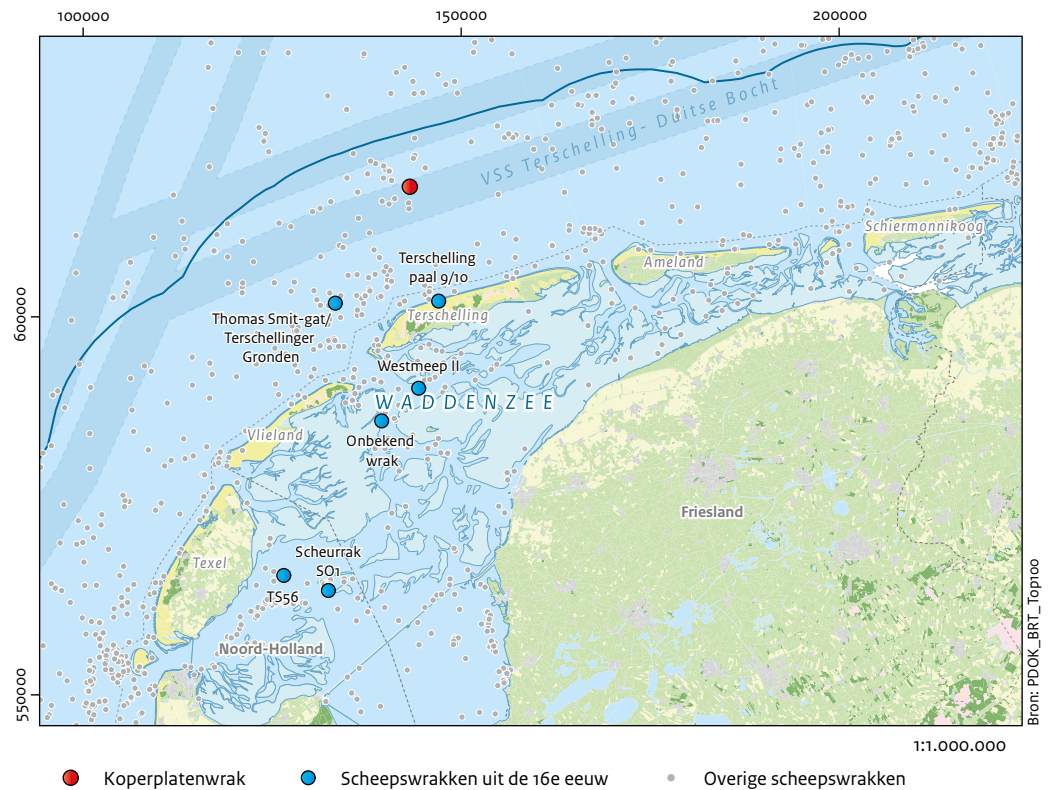 100000
150000
200000
600000
550000
VSS Terschelling- Duitse Bocht
Schiermonnikoog
Ameland
Terschelling
paal 9/10
Terschelling
Thomas Smit-gat/
Terschellinger
Gronden
Westmeep II
WADDENZEE
Onbekend
wrak
Vlieland
Friesland
Texel
Scheurrak
SO1
TS56
Noord-Holland
Bron: PDOK_BRT_Top100
1:1.000.000
Koperplatenwrak
Scheepswrakken uit de 16e eeuw
Overige scheepswrakken